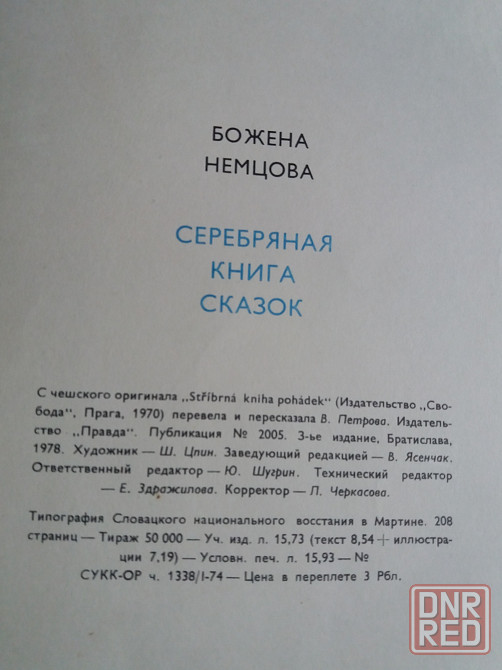 БОЖЕНА
НЕМЦОВА
СЕРЕБРЯНАЯ
КНИГА
СКАЗОК
С чешского оригинала „Stříbrná kniha pohádek“ (Издательство „Сво-
бода“, Прага, 1970) перевела и пересказала В. Петрова. Издатель-
ство „Правда“. Публикация № 2005. 3-ье издание, Братислава,
1978. Художник — Ш. Цпин. Заведующий редакцией — В. Ясенчак.
Ответственный редактор — Ю. Шугрин. Технический редактор
— Е. Здражилова. Корректор — Л. Черкасова.
Типография Словацкого национального восстания в Мартине. 208
страниц — Тираж 50 000 — Уч. изд. л. 15,73 (текст 8,54 + иллюстра-
ции 7,19) — Условн. печ. л. 15,93 — №
СУКК-ОР ч. 1338/I-74 — Цена в переплете 3 Рбл.
DNR
RED